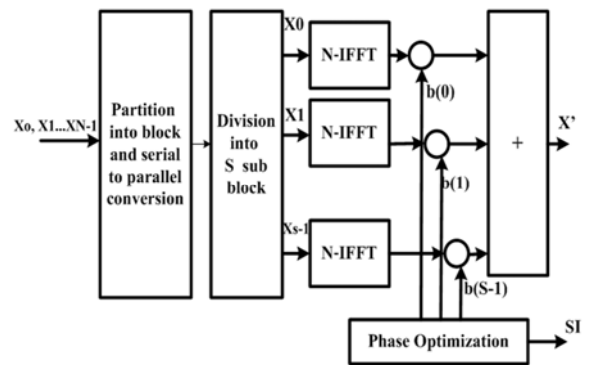 Xo, X1...XN-1
Partition
into block
and serial
to parallel
conversion
Division
into
S sub
block
X0
N-IFFT
b(0)
X1
N-IFFT
b(1)
Xs-1
N-IFFT
b(S-1)
+
X'
Phase Optimization
SI